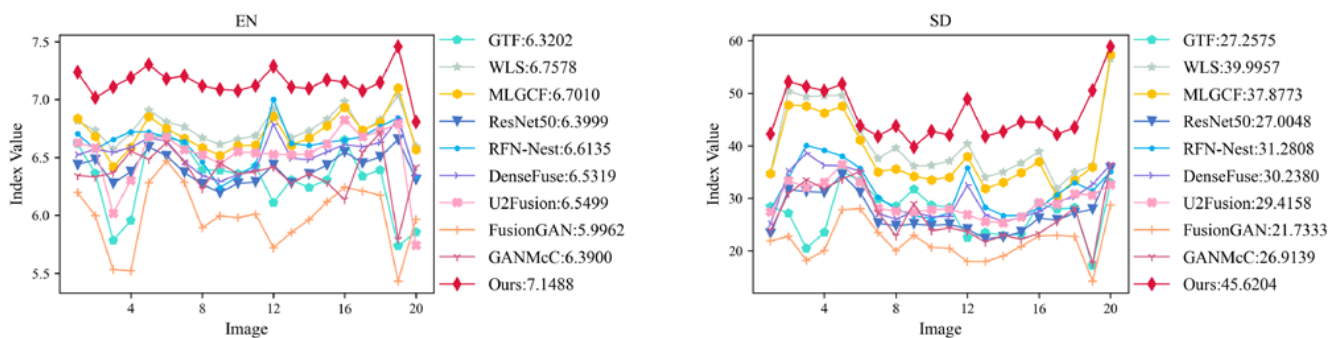 EN
7.5
7.0
6.5
6.0
5.5
Index Value
4
8
12
16
20
Image
GTF:6.3202
WLS:6.7578
MLGCF:6.7010
ResNet50:6.3999
RFN-Nest:6.6135
DenseFuse:6.5319
U2Fusion:6.5499
FusionGAN:5.9962
GANMcC:6.3900
Ours:7.1488
SD
60
50
40
30
20
Index Value
4
8
12
16
20
Image
GTF:27.2575
WLS:39.9957
MLGCF:37.8773
ResNet50:27.0048
RFN-Nest:31.2808
DenseFuse:30.2380
U2Fusion:29.4158
FusionGAN:21.7333
GANMcC:26.9139
Ours:45.6204